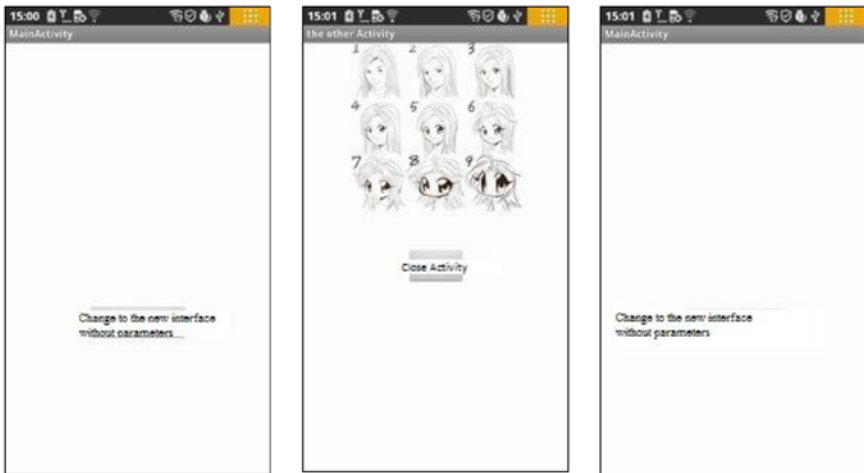 15:00
MainActivity
Change to the new interface
without parameters
15:01
the other Activity
1 2 3
4 5 6
7 8 9
Close Activity
15:01
MainActivity
Change to the new interface
without parameters